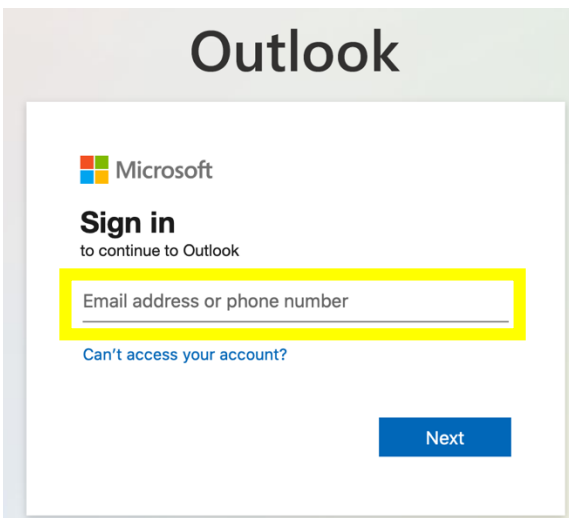 Outlook
Microsoft
Sign in
to continue to Outlook
Email address or phone number
Can't access your account?
Next